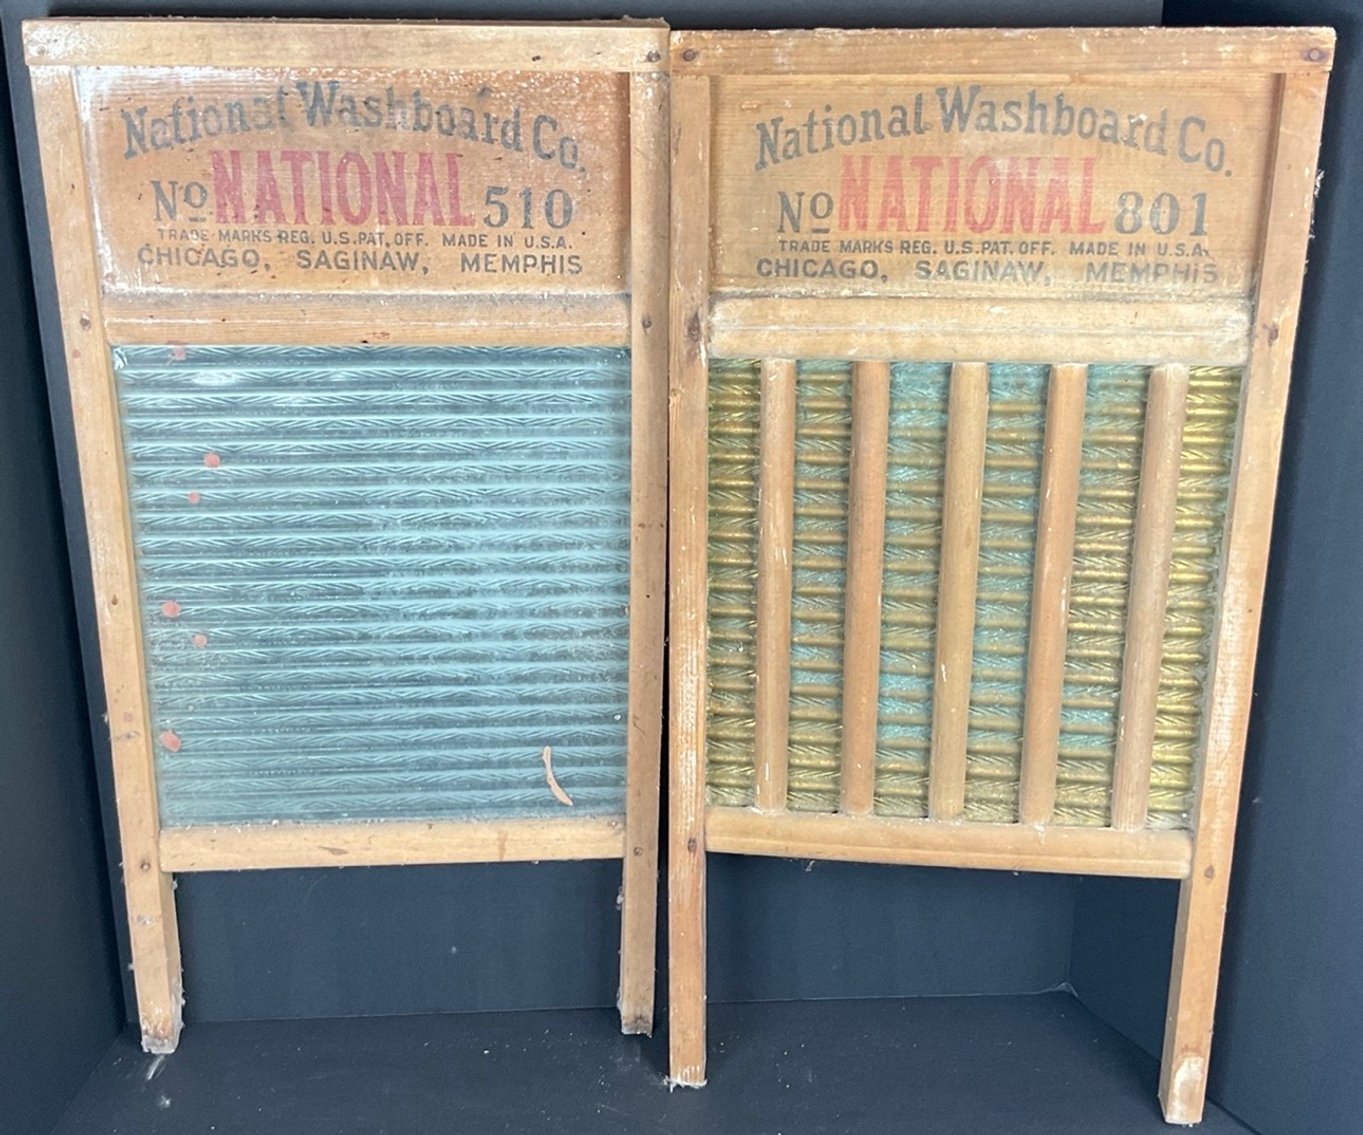 National Washboard Co.
No NATIONAL 510
TRADE MARKS REG. U.S.PAT.OFF. MADE IN U.S.A.
CHICAGO, SAGINAW, MEMPHIS
National Washboard Co.
No NATIONAL 801
TRADE MARKS REG. U.S.PAT.OFF. MADE IN U.S.A.
CHICAGO, SAGINAW, MEMPHIS